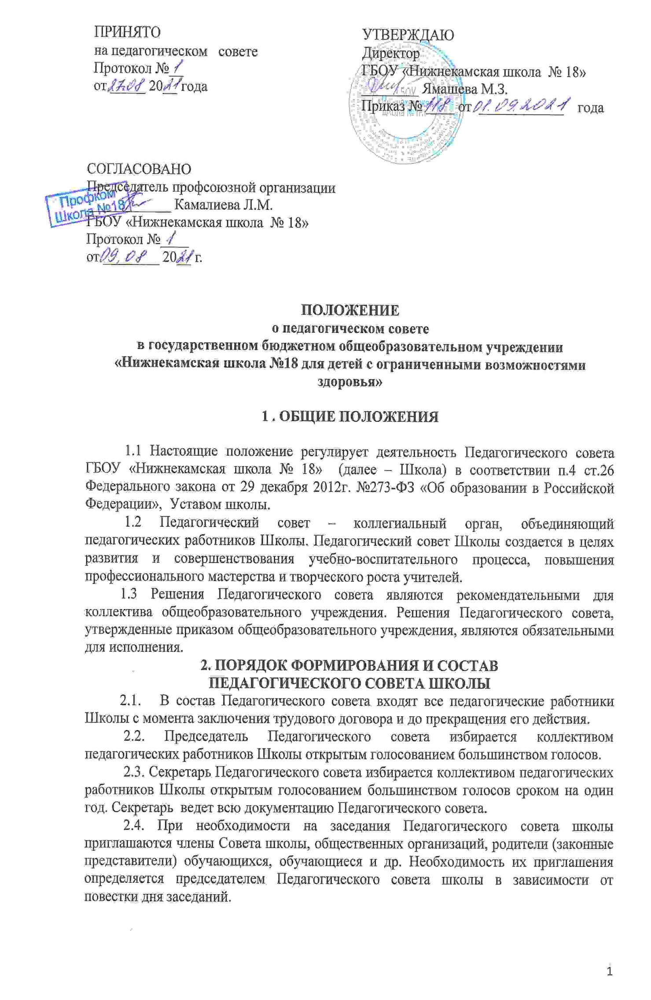 ПРИНЯТО
на педагогическом совете
Протокол № 1
от 27.08 2021 года
УТВЕРЖДАЮ
Директор
ГБОУ «Нижнекамская школа № 18»
Ямашева М.З.
Приказ № 118 от 01.09.2021 года
СОГЛАСОВАНО
Председатель профсоюзной организации
Камалиева Л.М.
Профком
Школа №18
ГБОУ «Нижнекамская школа № 18»
Протокол № 1
от 09.08 2021 г.
ПОЛОЖЕНИЕ
о педагогическом совете
в государственном бюджетном общеобразовательном учреждении
«Нижнекамская школа №18 для детей с ограниченными возможностями
здоровья»
1 . ОБЩИЕ ПОЛОЖЕНИЯ
1.1 Настоящие положение регулирует деятельность Педагогического совета
ГБОУ «Нижнекамская школа № 18» (далее – Школа) в соответствии п.4 ст.26
Федерального закона от 29 декабря 2012г. №273-ФЗ «Об образовании в Российской
Федерации», Уставом школы.
1.2 Педагогический совет – коллегиальный орган, объединяющий
педагогических работников Школы. Педагогический совет Школы создается в целях
развития и совершенствования учебно-воспитательного процесса, повышения
профессионального мастерства и творческого роста учителей.
1.3 Решения Педагогического совета являются рекомендательными для
коллектива общеобразовательного учреждения. Решения Педагогического совета,
утвержденные приказом общеобразовательного учреждения, являются обязательными
для исполнения.
2. ПОРЯДОК ФОРМИРОВАНИЯ И СОСТАВ
ПЕДАГОГИЧЕСКОГО СОВЕТА ШКОЛЫ
2.1. В состав Педагогического совета входят все педагогические работники
Школы с момента заключения трудового договора и до прекращения его действия.
2.2. Председатель Педагогического совета избирается коллективом
педагогических работников Школы открытым голосованием большинством голосов.
2.3. Секретарь Педагогического совета избирается коллективом педагогических
работников Школы открытым голосованием большинством голосов сроком на один
год. Секретарь ведет всю документацию Педагогического совета.
2.4. При необходимости на заседания Педагогического совета школы
приглашаются члены Совета школы, общественных организаций, родители (законные
представители) обучающихся, обучающиеся и др. Необходимость их приглашения
определяется председателем Педагогического совета школы в зависимости от
повестки дня заседаний.
1